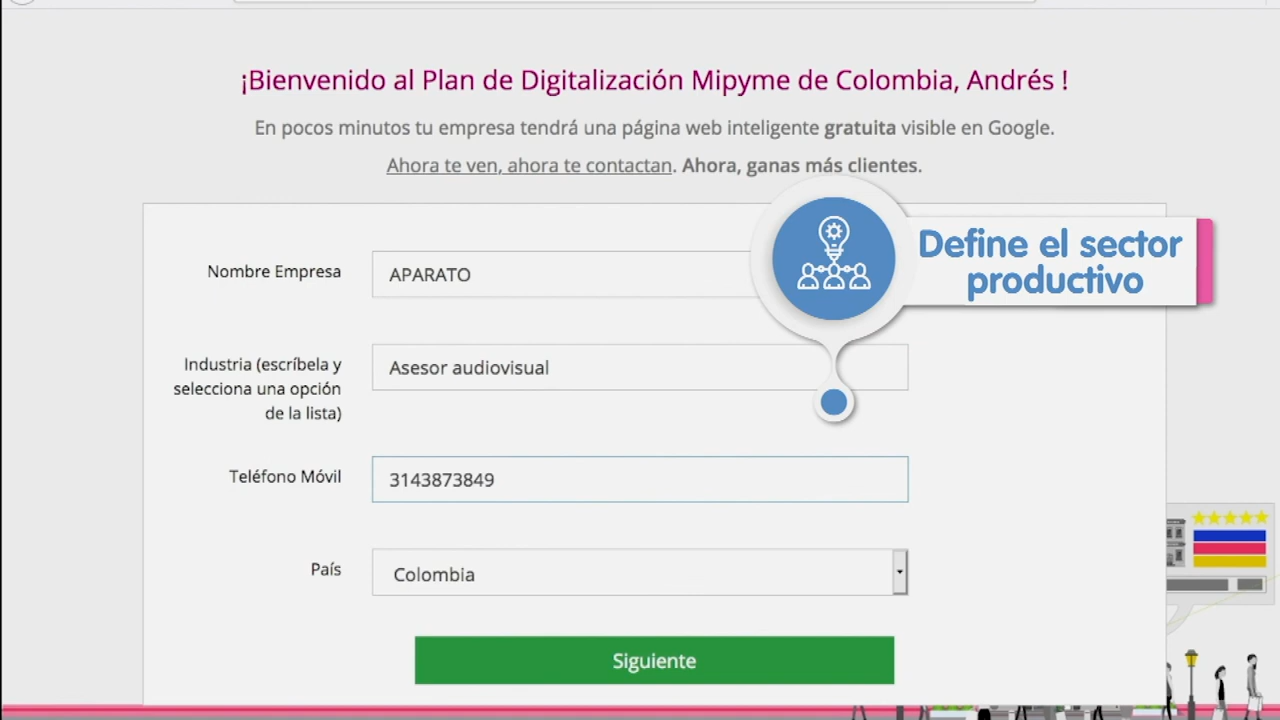 ¡Bienvenido al Plan de Digitalización Mipyme de Colombia, Andrés !
En pocos minutos tu empresa tendrá una página web inteligente gratuita visible en Google.
Ahora te ven, ahora te contactan. Ahora, ganas más clientes.
Define el sector
productivo
Nombre Empresa
APARATO
Industria (escríbela y
selecciona una opción
de la lista)
Asesor audiovisual
Teléfono Móvil
3143873849
País
Colombia
Siguiente